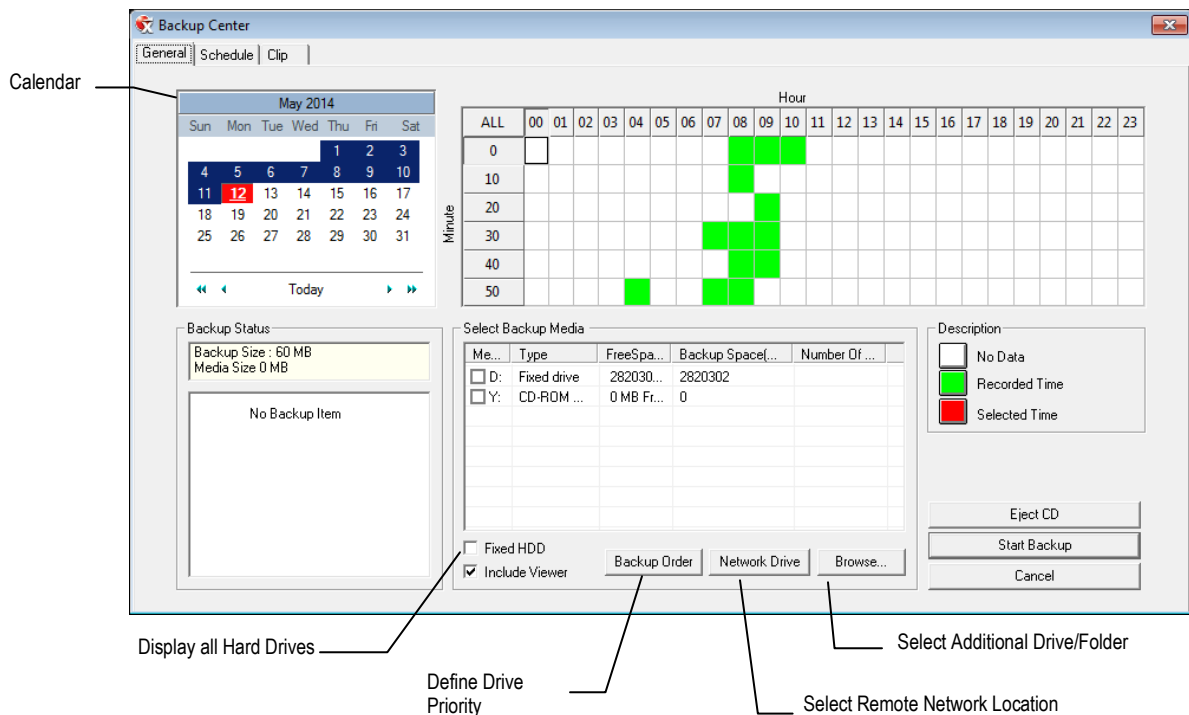 Backup Center
General Schedule Clip
Calendar
May 2014
Sun Mon Tue Wed Thu Fri Sat
1 2 3
4 5 6 7 8 9 10
11 12 13 14 15 16 17
18 19 20 21 22 23 24
25 26 27 28 29 30 31
Today
Hour
ALL 00 01 02 03 04 05 06 07 08 09 10 11 12 13 14 15 16 17 18 19 20 21 22 23
Minute
0
10
20
30
40
50
Backup Status
Backup Size : 60 MB
Media Size 0 MB
No Backup Item
Select Backup Media
Me... Type FreeSpa... Backup Space(... Number Of ...
D: Fixed drive 282030... 2820302
Y: CD-ROM ... 0 MB Fr... 0
Fixed HDD
Include Viewer
Backup Order Network Drive Browse...
Description
No Data
Recorded Time
Selected Time
Eject CD
Start Backup
Cancel
Display all Hard Drives
Define Drive
Priority
Select Additional Drive/Folder
Select Remote Network Location